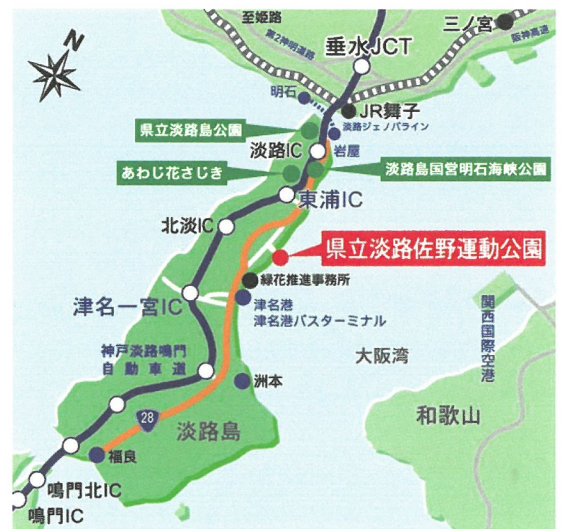 至姫路
三ノ宮
N
第2神明道路
阪神高速
垂水JCT
明石
JR舞子
県立淡路島公園
淡路ジェノバライン
淡路IC
岩屋
あわじ花さじき
淡路島国営明石海峡公園
東浦IC
北淡IC
県立淡路佐野運動公園
緑花推進事務所
津名一宮IC
津名港
津名港バスターミナル
関西国際空港
神戸淡路鳴門
自動車道
大阪湾
洲本
28
淡路島
和歌山
福良
鳴門北IC
鳴門IC